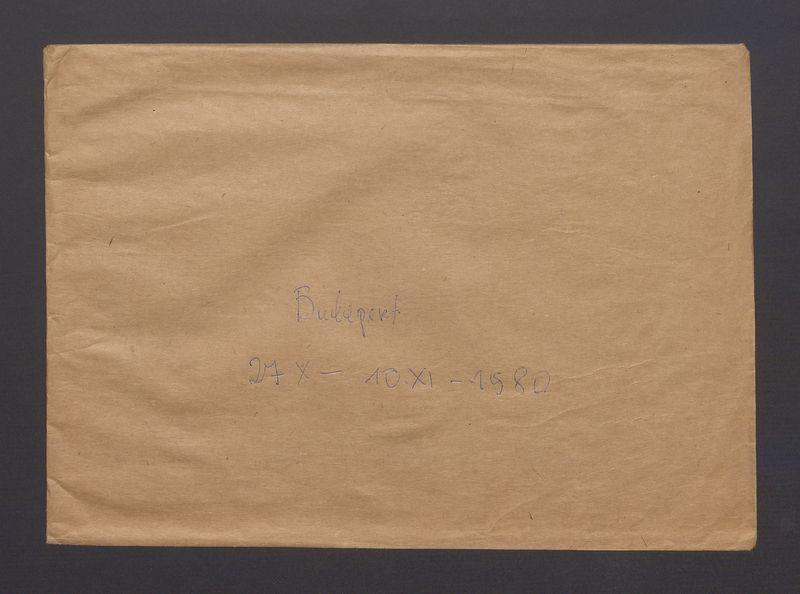 Budapest
27 X – 10.XI – 1980